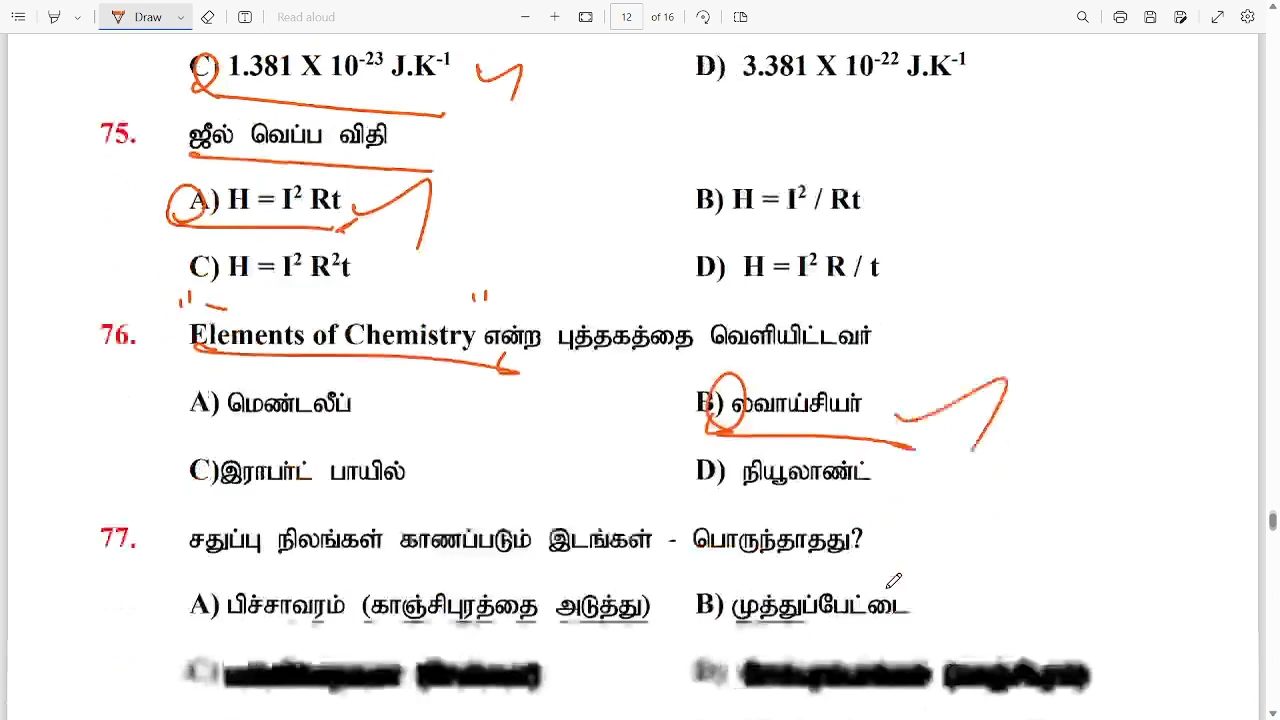 Draw Read aloud 12 of 16
C) 1.381 X 10⁻²³ J.K⁻¹ D) 3.381 X 10⁻²² J.K⁻¹
75. ஜீல் வெப்ப விதி
A) H = I² Rt B) H = I² / Rt
C) H = I² R²t D) H = I² R / t
76. Elements of Chemistry என்ற புத்தகத்தை வெளியிட்டவர்
A) மெண்டலீப் B) லவாய்சியர்
C)இராபர்ட் பாயில் D) நியூலாண்ட்
77. சதுப்பு நிலங்கள் காணப்படும் இடங்கள் - பொருந்தாதது?
A) பிச்சாவரம் (காஞ்சிபுரத்தை அடுத்து) B) முத்துப்பேட்டை